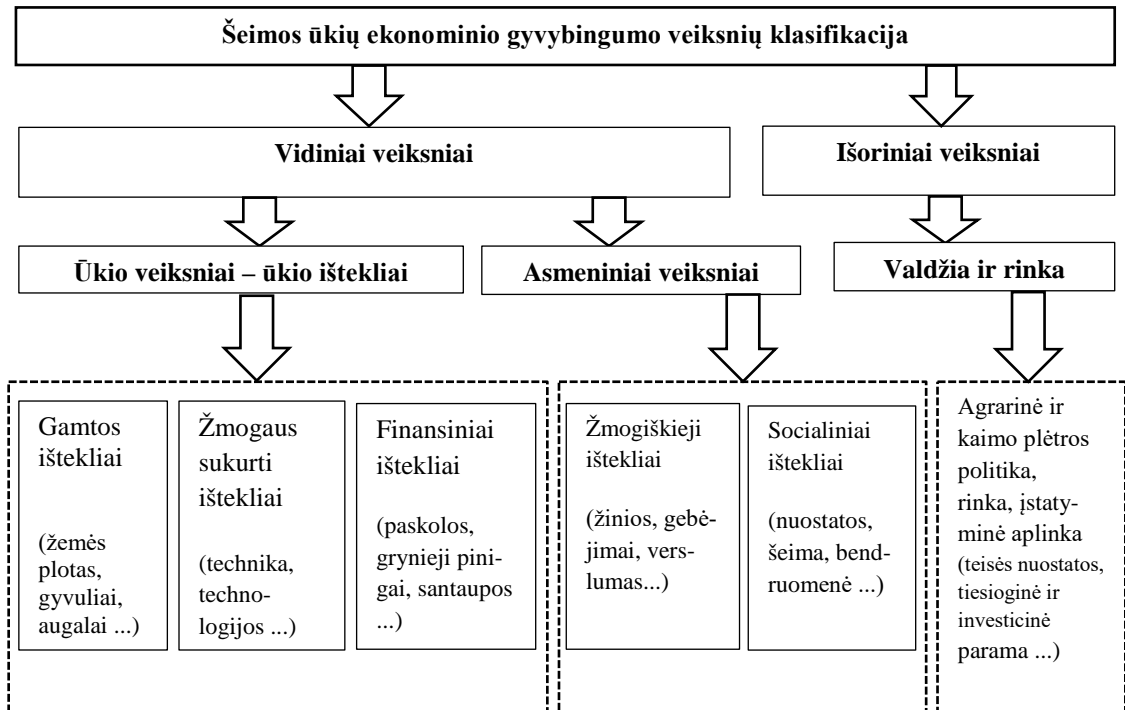 Šeimos ūkių ekonominio gyvybingumo veiksnių klasifikacija
Vidiniai veiksniai
Išoriniai veiksniai
Ūkio veiksniai – ūkio ištekliai
Asmeniniai veiksniai
Valdžia ir rinka
Gamtos
ištekliai
(žemės
plotas,
gyvuliai,
augalai ...)
Žmogaus
sukurti
ištekliai
(technika,
techno-
logijos ...)
Finansiniai
ištekliai
(paskolos,
grynieji pini-
gai, santaupos
...)
Žmogiškieji
ištekliai
(žinios, gebė-
jimai, vers-
lumas...)
Socialiniai
ištekliai
(nuostatos,
šeima, bend-
ruomenė ...)
Agrarinė ir
kaimo plėtros
politika,
rinka, įstaty-
minė aplinka
(teisės nuostatos,
tiesioginė ir
investicinė
parama ...)